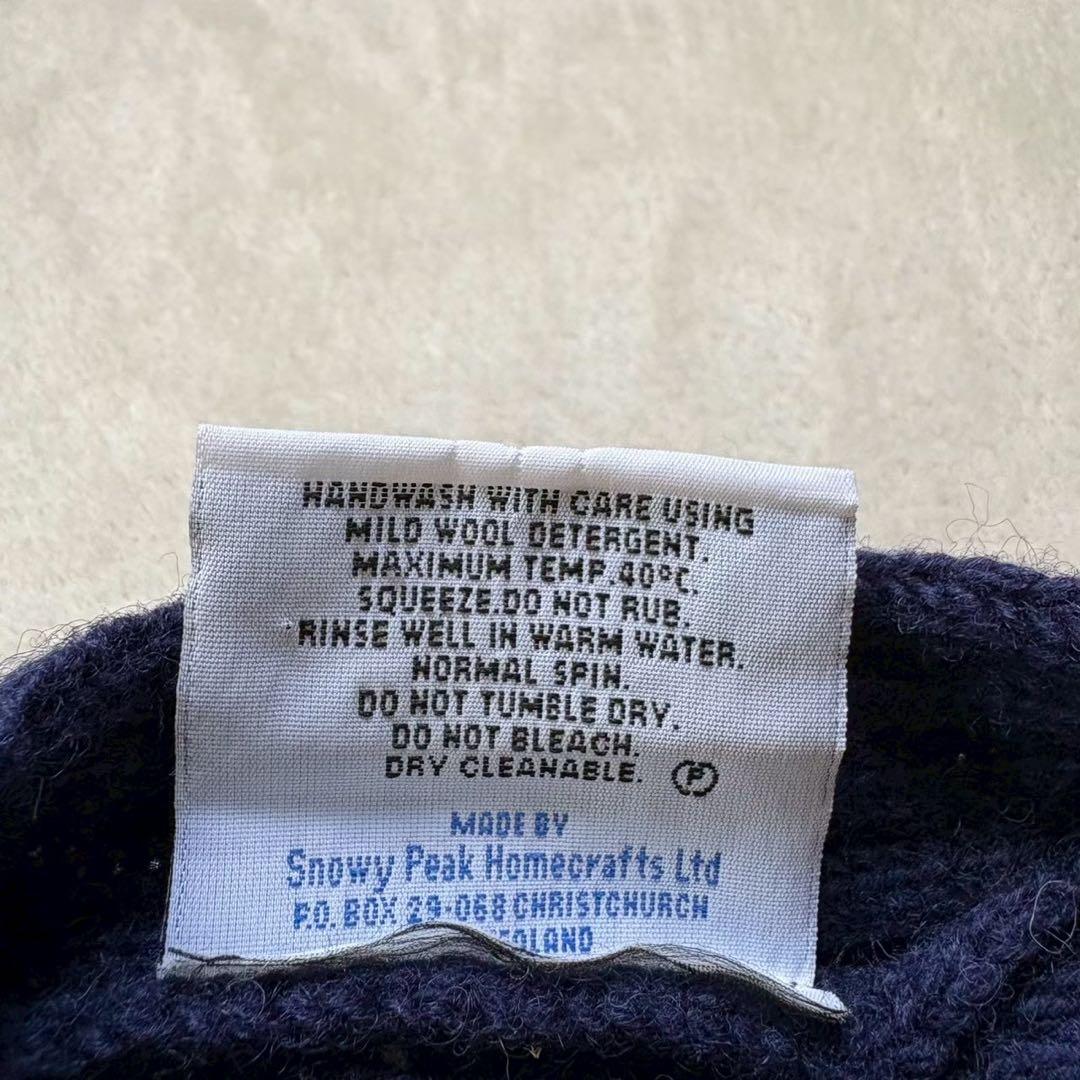 HANDWASH WITH CARE USING
MILD WOOL DETERGENT.
MAXIMUM TEMP.40°C.
SQUEEZE.DO NOT RUB.
RINSE WELL IN WARM WATER.
NORMAL SPIN.
DO NOT TUMBLE DRY.
DO NOT BLEACH.
DRY CLEANABLE. P
MADE BY
Snowy Peak Homecrafts Ltd
P.O. BOX 29-068 CHRISTCHURCH